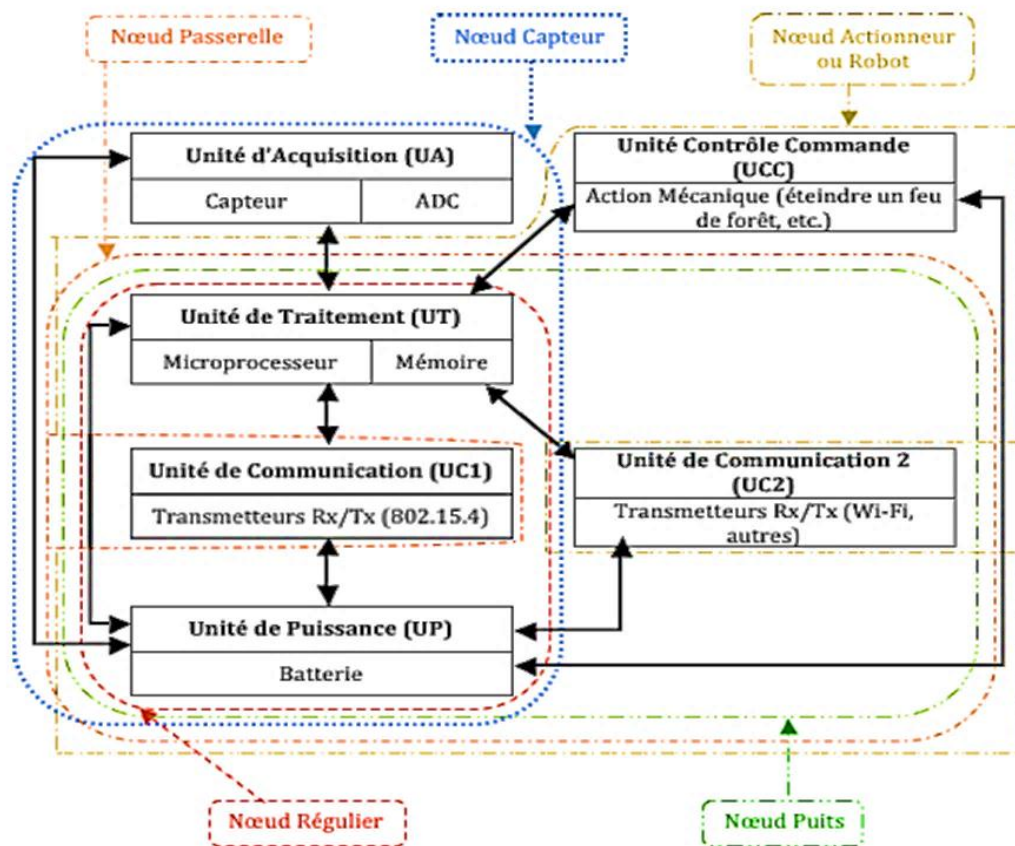 Nœud Passerelle
Nœud Capteur
Nœud Actionneur
ou Robot
Unité d'Acquisition (UA)
Capteur
ADC
Unité Contrôle Commande
(UCC)
Action Mécanique (éteindre un feu
de forêt, etc.)
Unité de Traitement (UT)
Microprocesseur
Mémoire
Unité de Communication (UC1)
Transmetteurs Rx/Tx (802.15.4)
Unité de Communication 2
(UC2)
Transmetteurs Rx/Tx (Wi-Fi,
autres)
Unité de Puissance (UP)
Batterie
Nœud Régulier
Nœud Puits